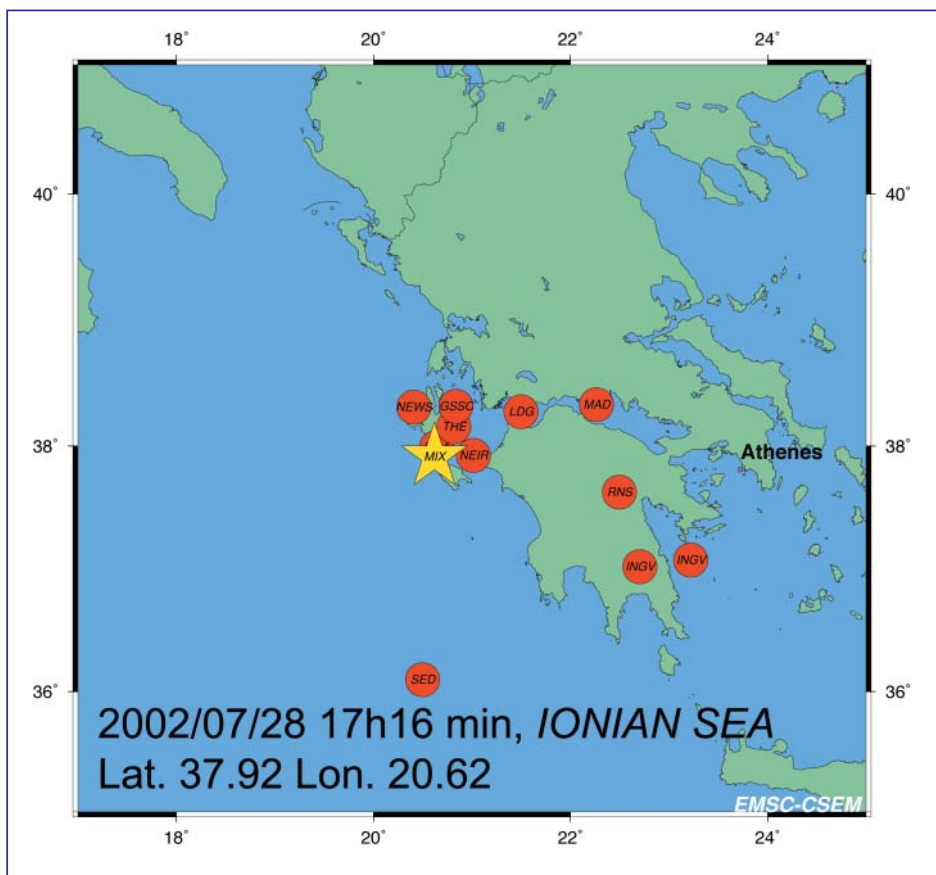 18°
20°
22°
24°
40°
40°
NEWS
GSSC
LDG
MAD
THE
38°
MIX
NEIR
Athenes
38°
RNS
INGV
INGV
36°
SED
36°
2002/07/28 17h16 min, IONIAN SEA
Lat. 37.92 Lon. 20.62
EMSC-CSEM
18°
20°
22°
24°